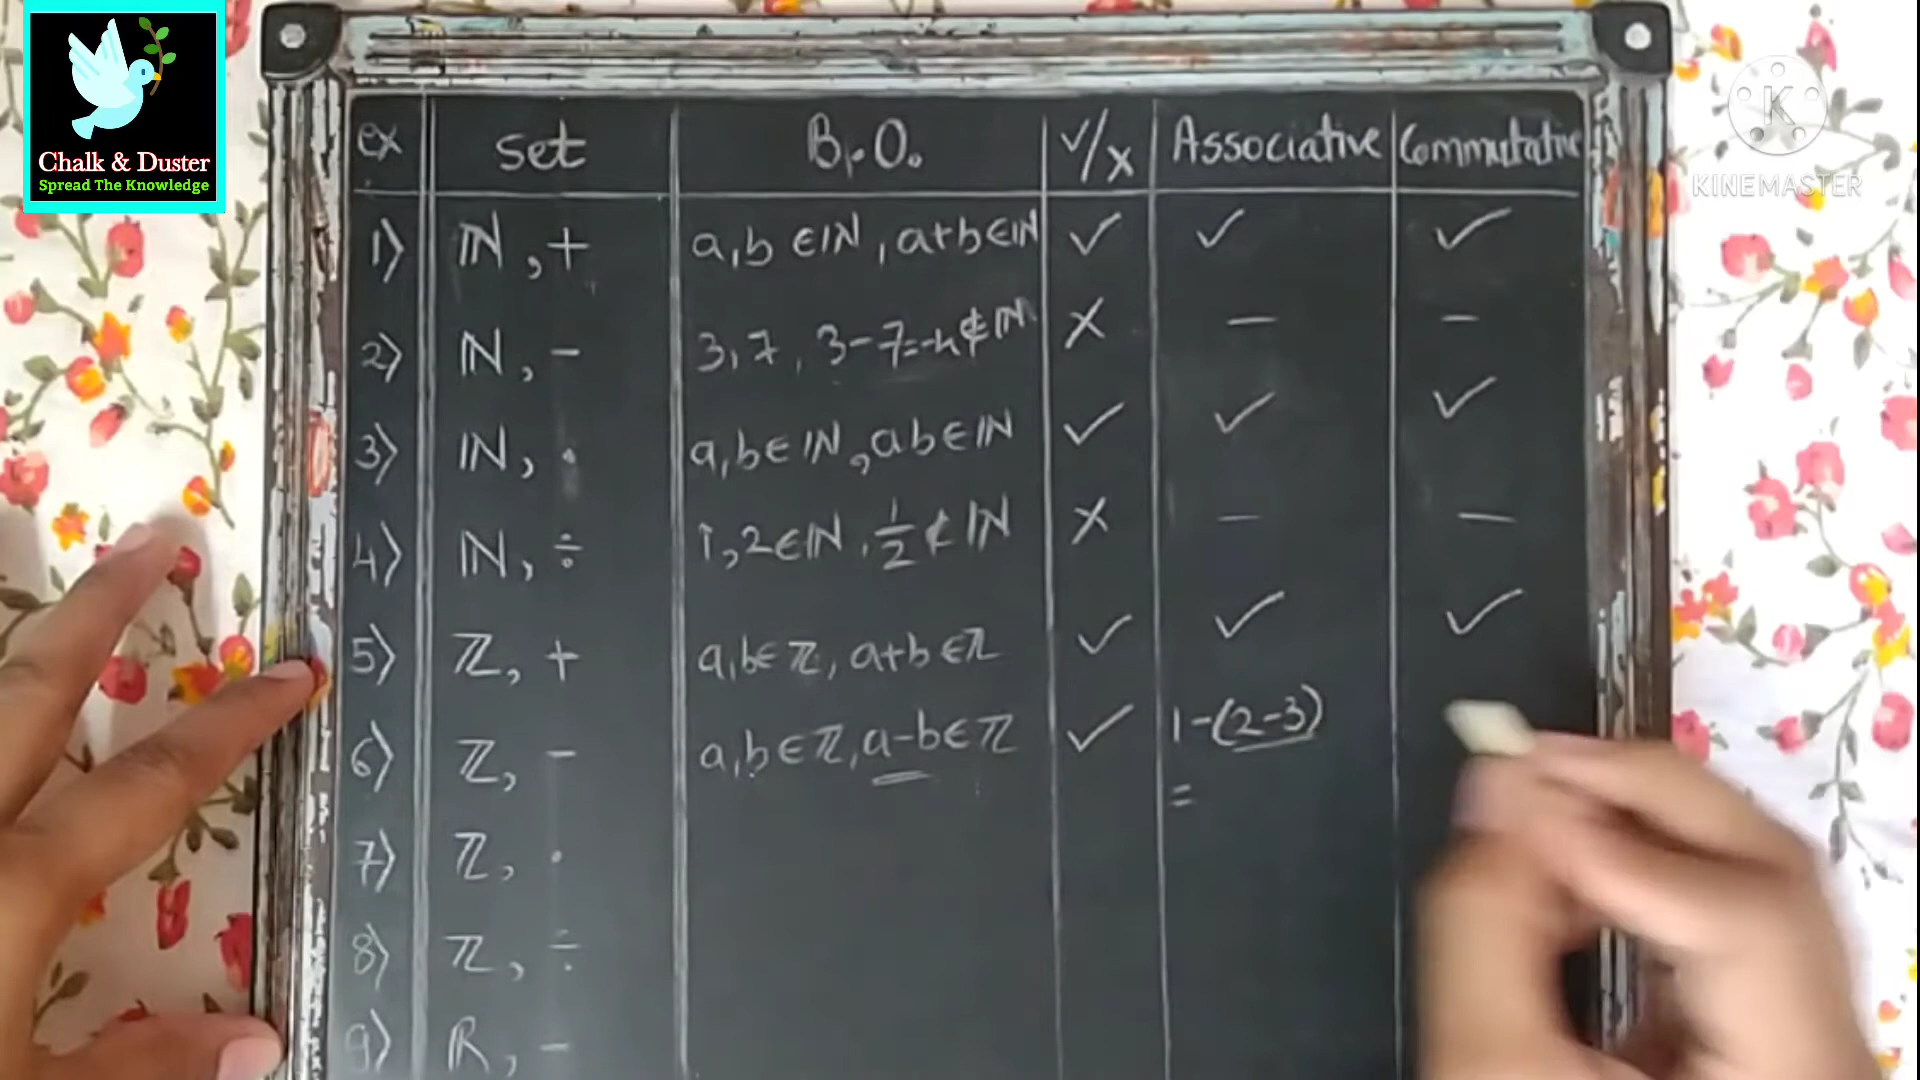 Chalk & Duster
Spread The Knowledge
KINEMASTER
ex Set B.O. ✓/x Associative Commutative
1) ℕ, + a,b ∈ ℕ, a+b ∈ ℕ ✓ ✓ ✓
2) ℕ, − 3,7, 3−7=-4 ∉ ℕ x − −
3) ℕ, · a,b ∈ ℕ, ab ∈ ℕ ✓ ✓ ✓
4) ℕ, ÷ 1,2 ∈ ℕ, 1/2 ∉ ℕ x − −
5) ℤ, + a,b ∈ ℤ, a+b ∈ ℤ ✓ ✓ ✓
6) ℤ, − a,b ∈ ℤ, a−b ∈ ℤ ✓ 1−(2−3)
=
7) ℤ, ·
8) ℤ, ÷
9) ℝ, −